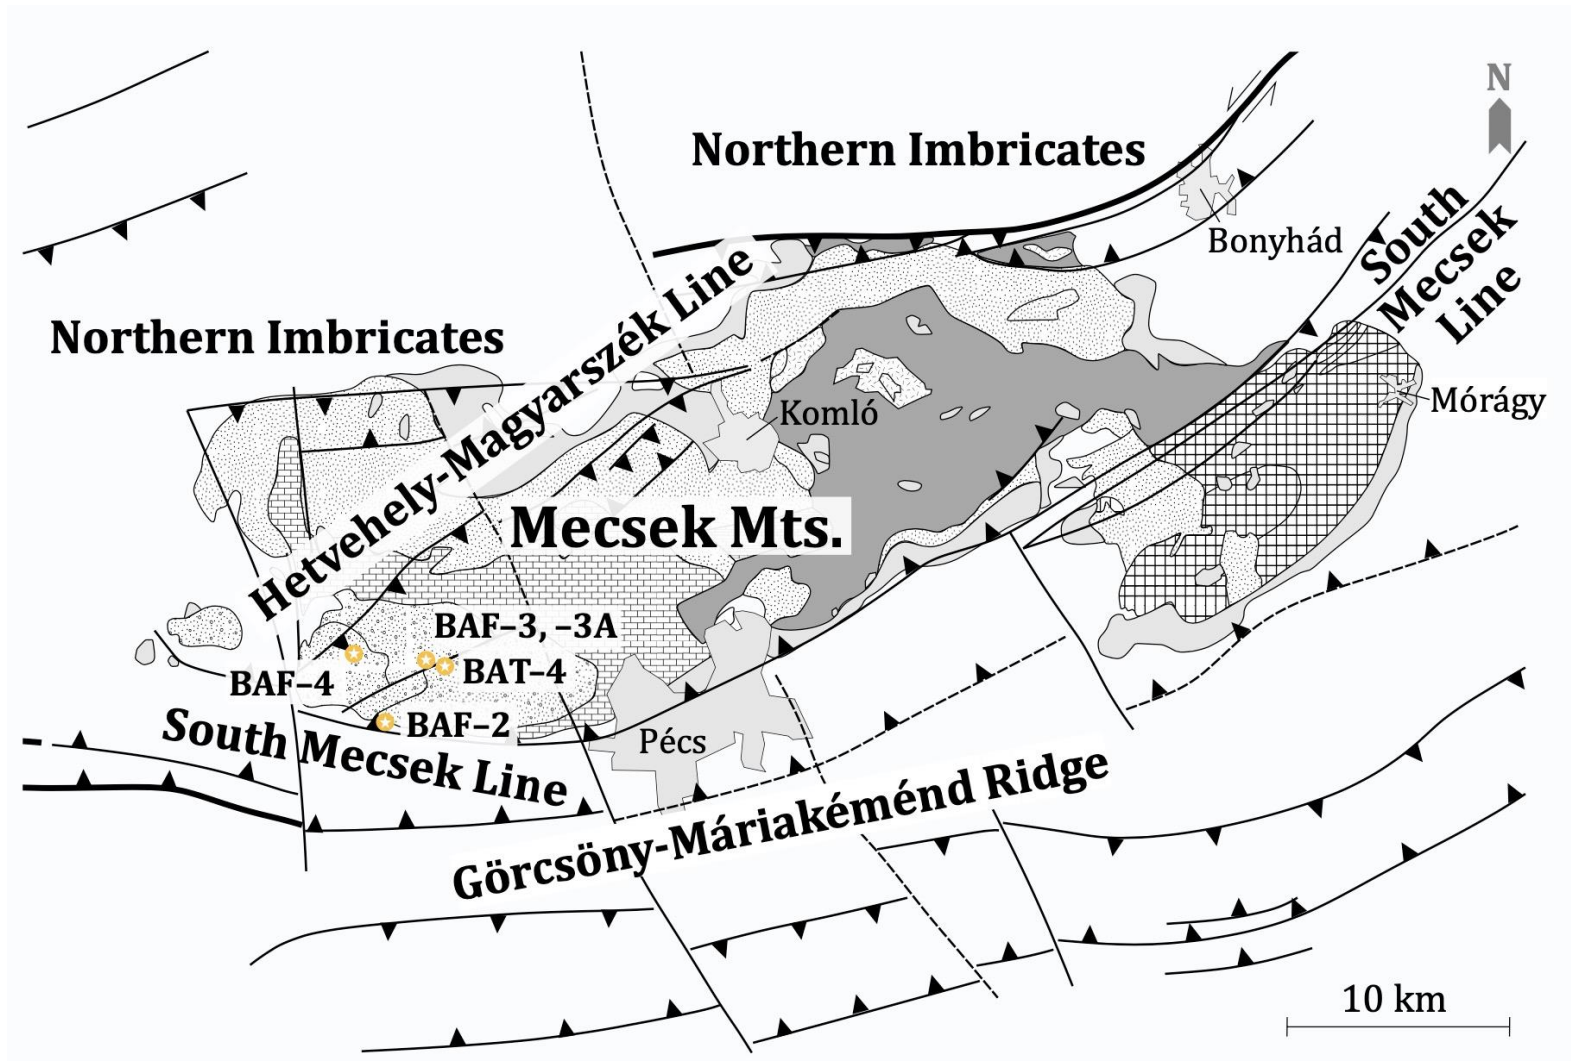 N
Northern Imbricates
Bonyhád
South
Mecsek
Line
Northern Imbricates
Hetvehely-Magyarszék Line
Komló
Mórágy
Mecsek Mts.
BAF–3, –3A
BAF–4
BAT–4
BAF–2
South Mecsek Line
Pécs
Görcsöny-Máriakéménd Ridge
10 km